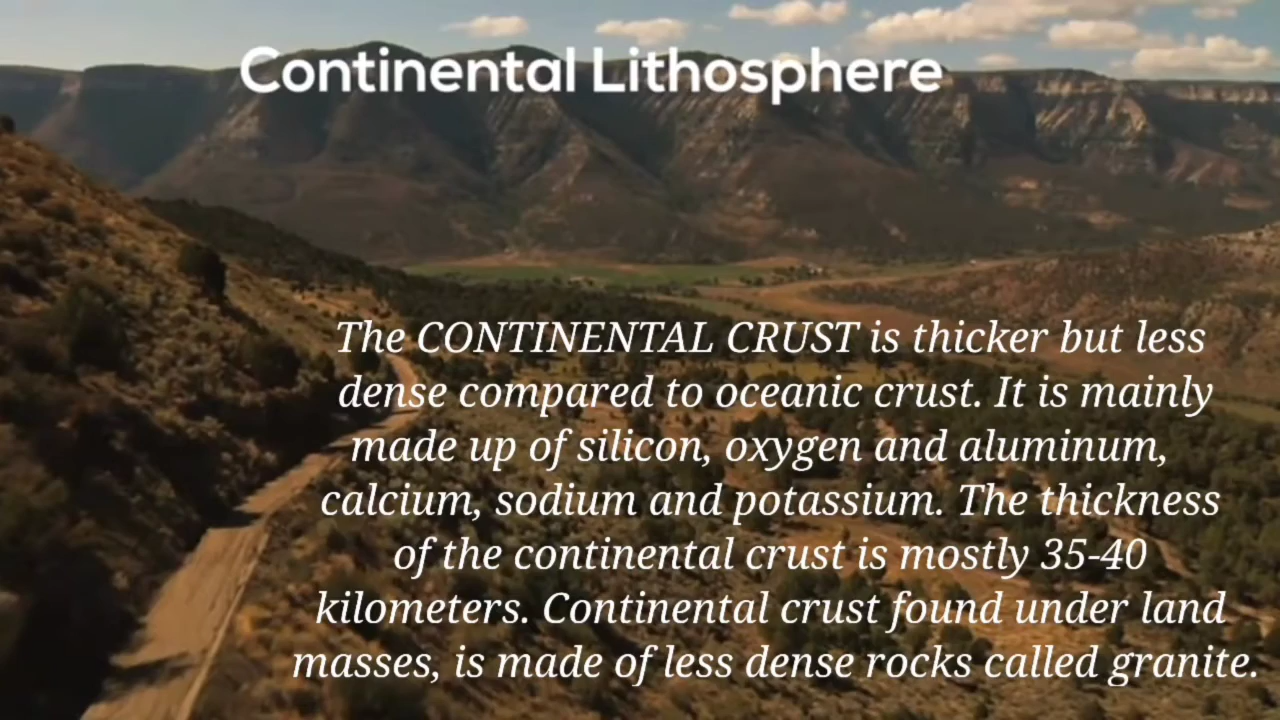 Continental Lithosphere
The CONTINENTAL CRUST is thicker but less
dense compared to oceanic crust. It is mainly
made up of silicon, oxygen and aluminum,
calcium, sodium and potassium. The thickness
of the continental crust is mostly 35-40
kilometers. Continental crust found under land
masses, is made of less dense rocks called granite.